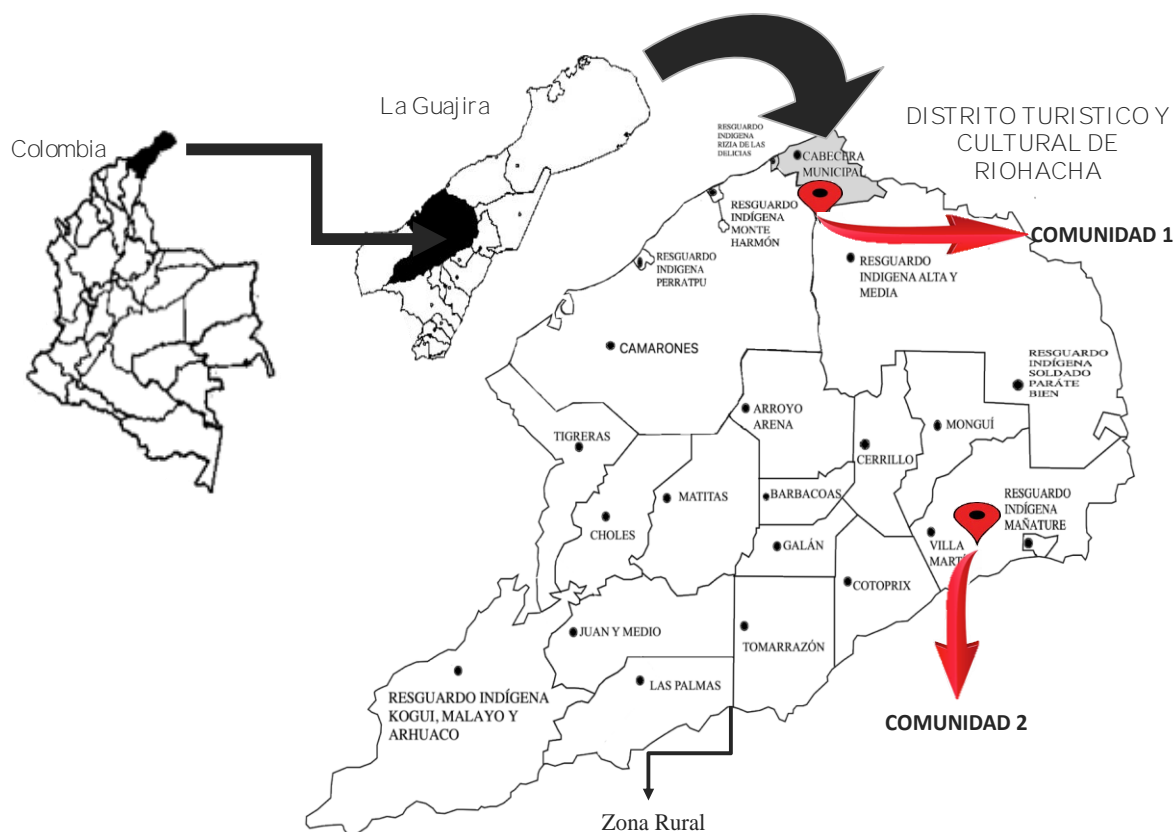 La Guajira
Colombia
DISTRITO TURISTICO Y
CULTURAL DE
RIOHACHA
RESGUARDO
INDIGENA
RIZIA DE LAS
DELICIAS
CABECERA
MUNICIPAL
RESGUARDO
INDÍGENA
MONTE
HARMÓN
COMUNIDAD 1
RESGUARDO
INDIGENA
PERRATPU
RESGUARDO
INDIGENA ALTA Y
MEDIA
CAMARONES
RESGUARDO
INDÍGENA
SOLDADO
PARÁTE
BIEN
ARROYO
ARENA
MONGUÍ
TIGRERAS
CERRILLO
MATITAS
BARBACOAS
RESGUARDO
INDÍGENA
MAÑATURE
CHOLES
GALÁN
VILLA
MARTÍ
COTOPRIX
JUAN Y MEDIO
TOMARRAZÓN
LAS PALMAS
RESGUARDO INDÍGENA
KOGUI, MALAYO Y
ARHUACO
COMUNIDAD 2
Zona Rural